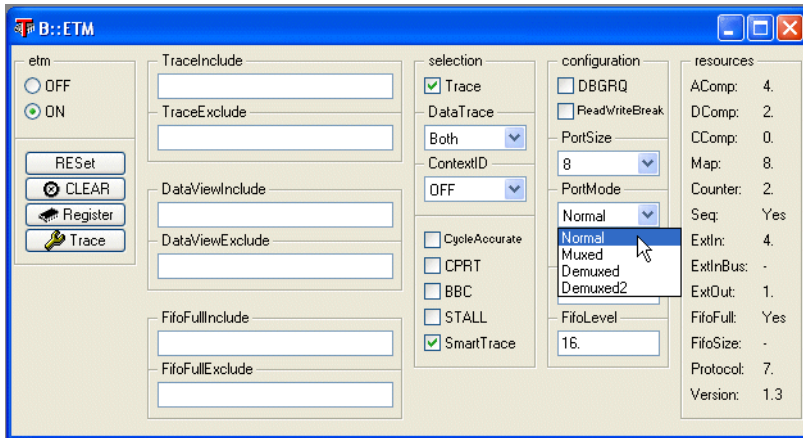 B::ETM
etm
OFF
ON
RESet
CLEAR
Register
Trace
TraceInclude
TraceExclude
DataViewInclude
DataViewExclude
FifoFullInclude
FifoFullExclude
selection
Trace
DataTrace
Both
ContextID
OFF
CycleAccurate
CPRT
BBC
STALL
SmartTrace
configuration
DBGRQ
ReadWriteBreak
PortSize
8
PortMode
Normal
Normal
Muxed
Demuxed
Demuxed2
FifoLevel
16.
resources
AComp: 4.
DComp: 2.
CComp: 0.
Map: 8.
Counter: 2.
Seq: Yes
ExtIn: 4.
ExtInBus: -
ExtOut: 1.
FifoFull: Yes
FifoSize: -
Protocol: 7.
Version: 1.3